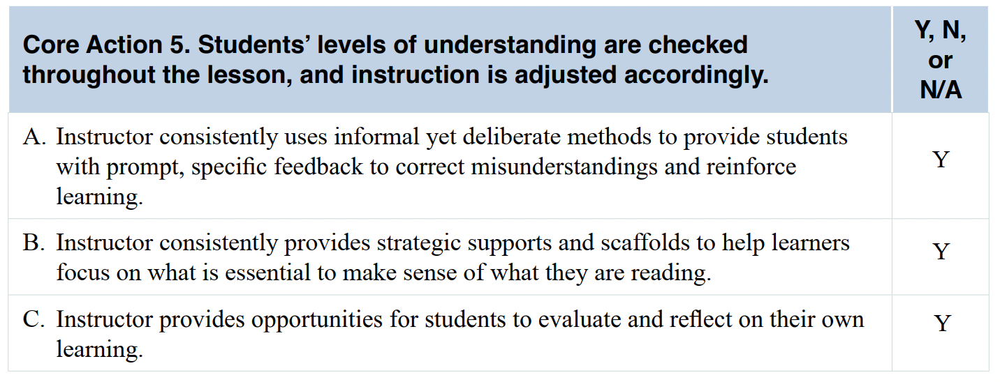 Core Action 5. Students’ levels of understanding are checked
throughout the lesson, and instruction is adjusted accordingly.
Y, N,
or
N/A
A. Instructor consistently uses informal yet deliberate methods to provide students
with prompt, specific feedback to correct misunderstandings and reinforce
learning.
Y
B. Instructor consistently provides strategic supports and scaffolds to help learners
focus on what is essential to make sense of what they are reading.
Y
C. Instructor provides opportunities for students to evaluate and reflect on their own
learning.
Y